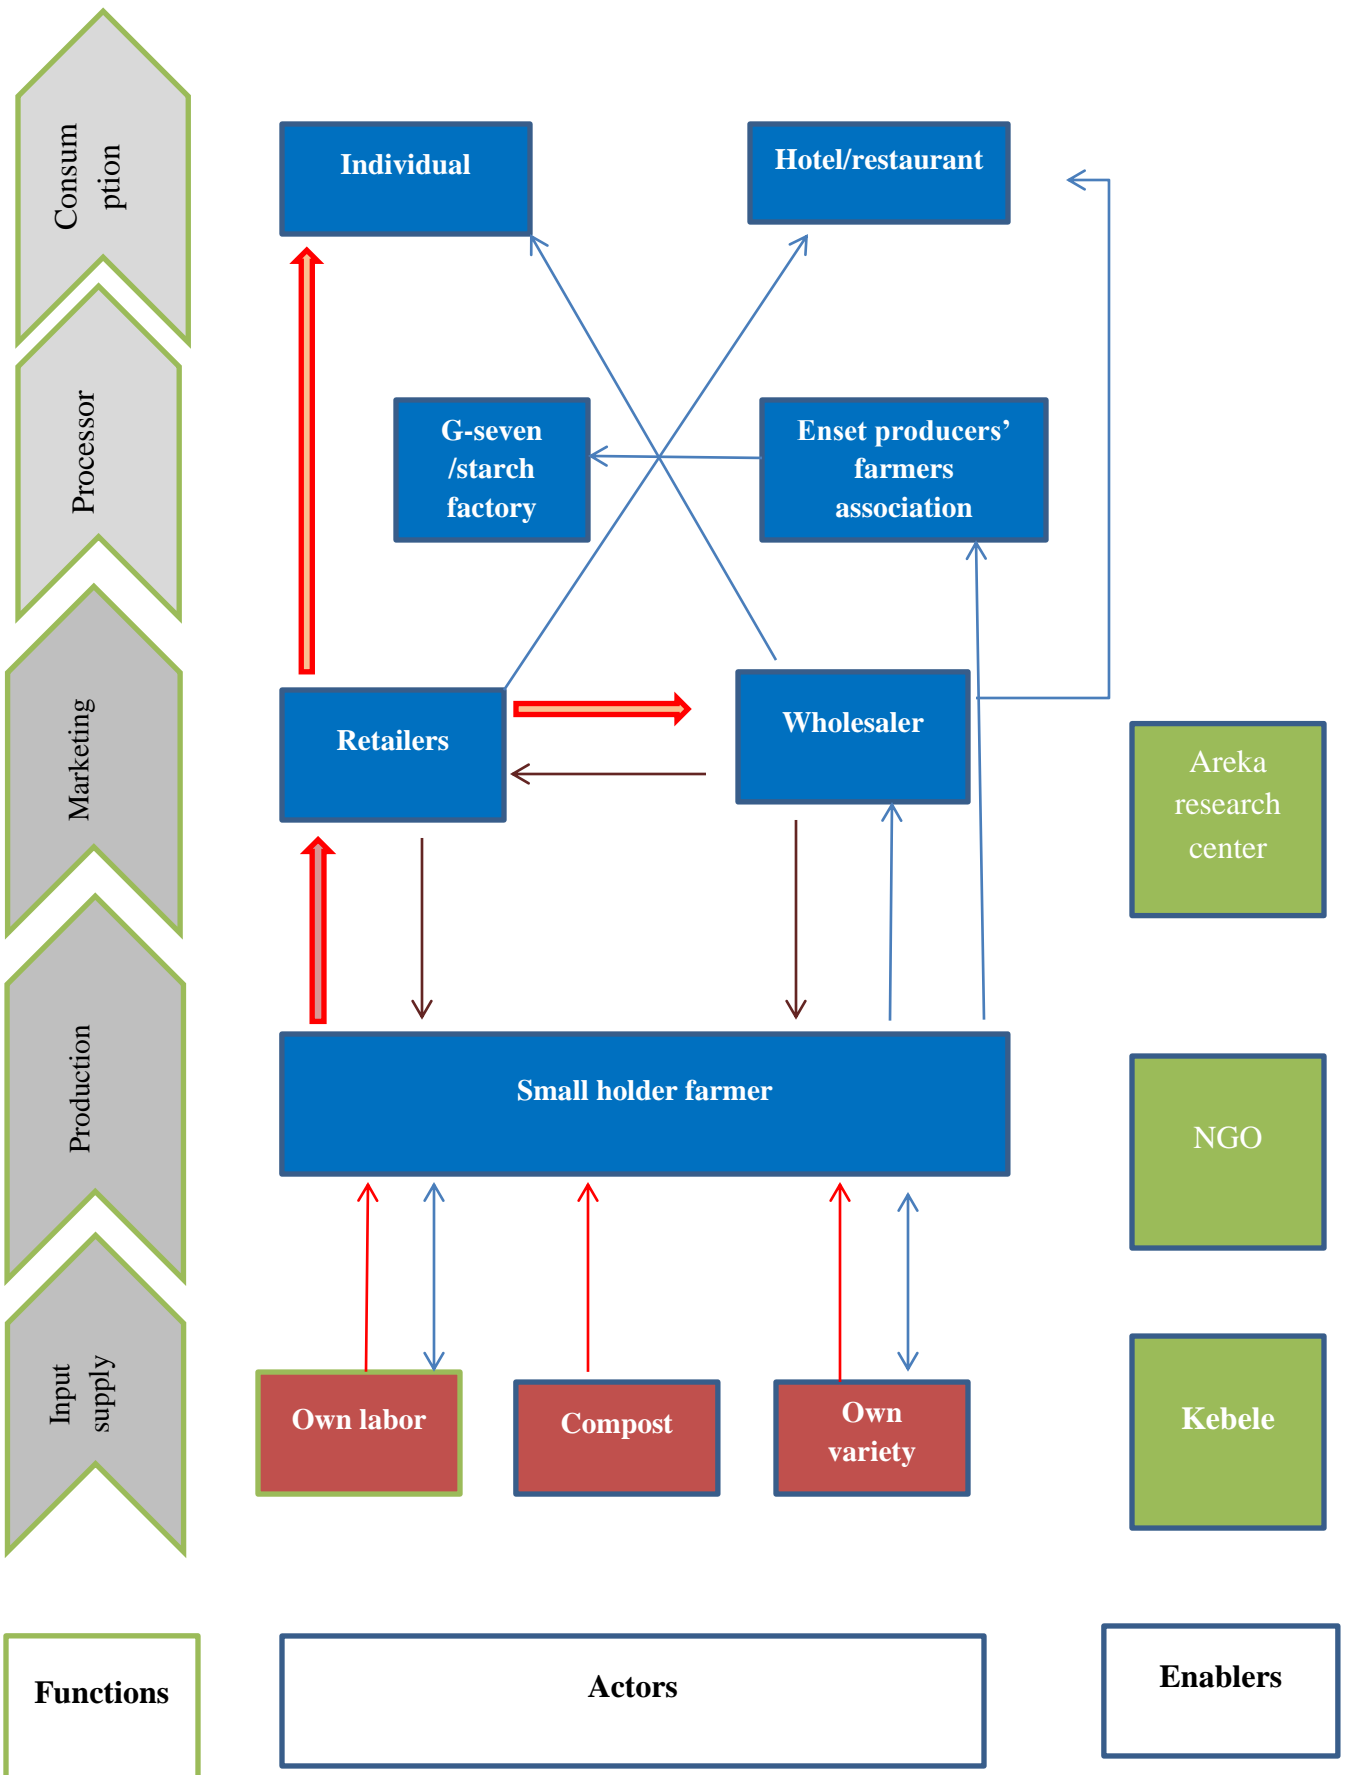 Consum
ption
Individual
Hotel/restaurant
Processor
G-seven
/starch
factory
Enset producers’
farmers
association
Marketing
Retailers
Wholesaler
Areka
research
center
Production
Small holder farmer
NGO
Input
supply
Own labor
Compost
Own
variety
Kebele
Functions
Actors
Enablers